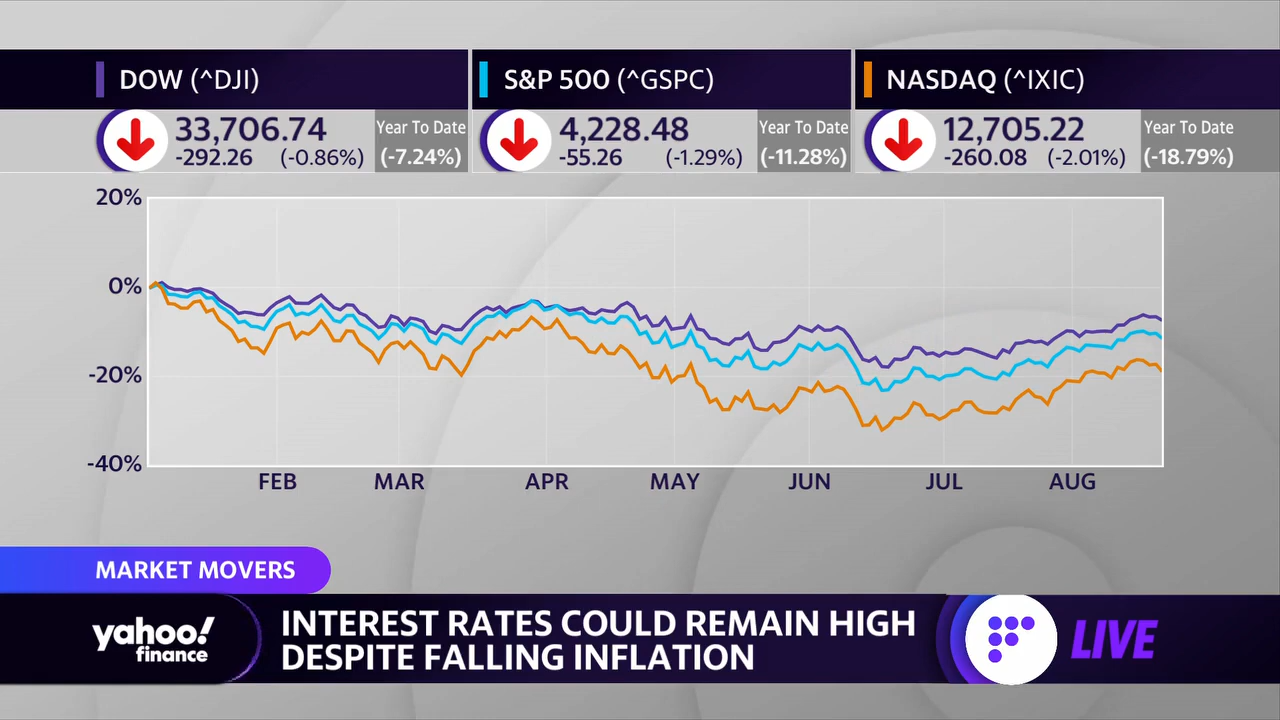 DOW (^DJI)
33,706.74
-292.26 (-0.86%)
Year To Date
(-7.24%)
S&P 500 (^GSPC)
4,228.48
-55.26 (-1.29%)
Year To Date
(-11.28%)
NASDAQ (^IXIC)
12,705.22
-260.08 (-2.01%)
Year To Date
(-18.79%)
20%
0%
-20%
-40%
FEB MAR APR MAY JUN JUL AUG
MARKET MOVERS
yahoo!
finance
INTEREST RATES COULD REMAIN HIGH
DESPITE FALLING INFLATION
LIVE